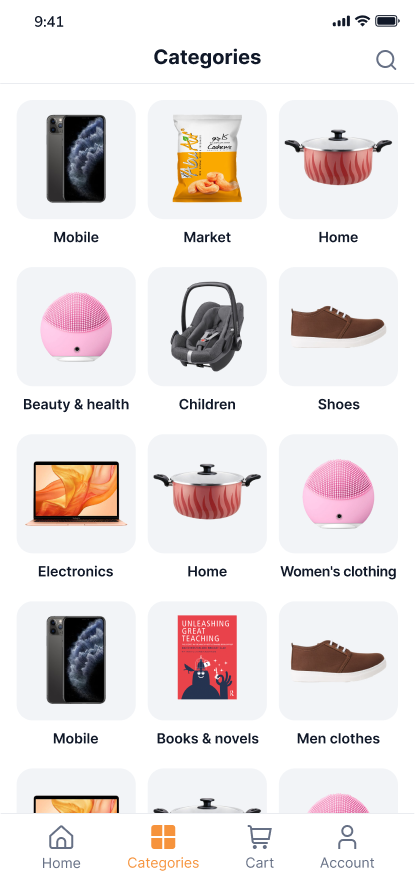 9:41
Categories
Cashews
Mobile
Market
Home
Beauty & health
Children
Shoes
Electronics
Home
Women's clothing
UNLEASHING
GREAT
TEACHING
Mobile
Books & novels
Men clothes
Home
Categories
Cart
Account